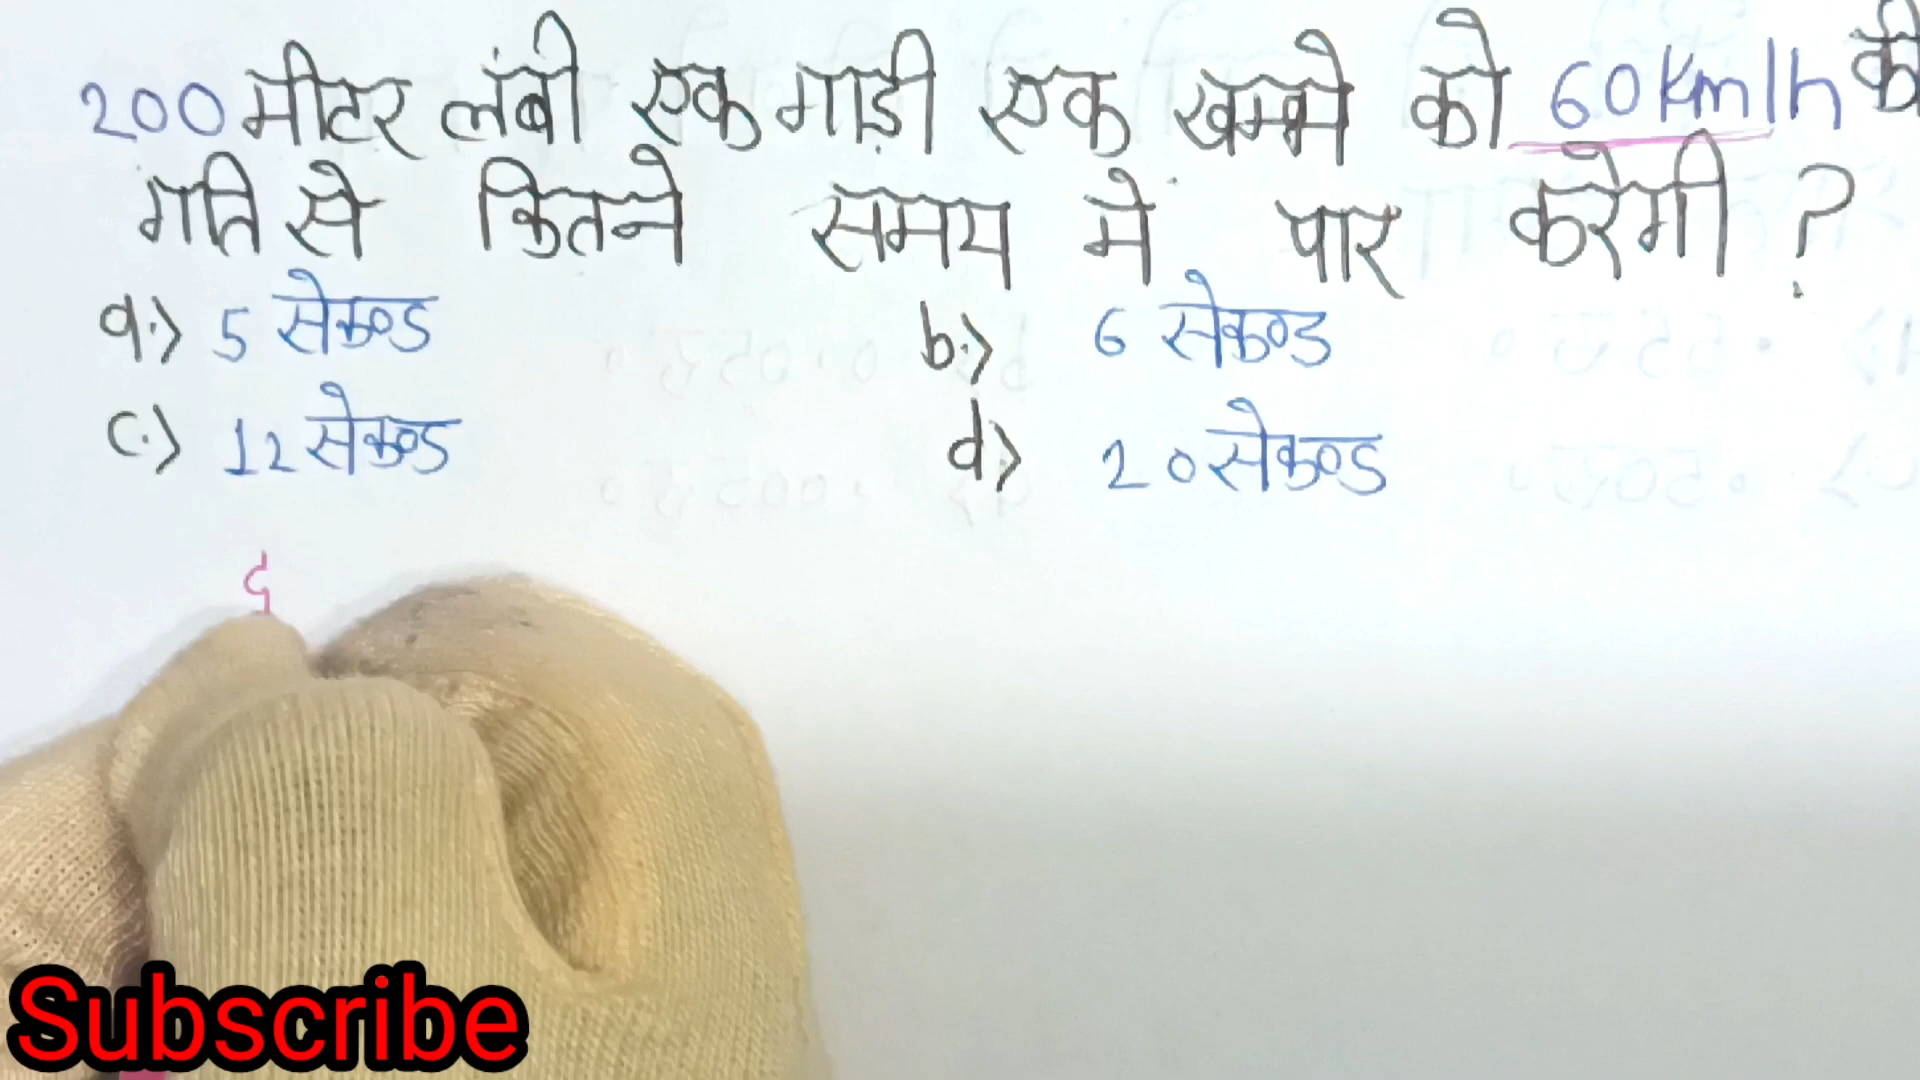 200 मीटर लंबी एक गाड़ी एक खम्भे को 60 Km/h की
गति से कितने समय में पार करेगी ?
a.> 5 सेकण्ड
b.> 6 सेकण्ड
c.> 12 सेकण्ड
d.> 20 सेकण्ड
Subscribe